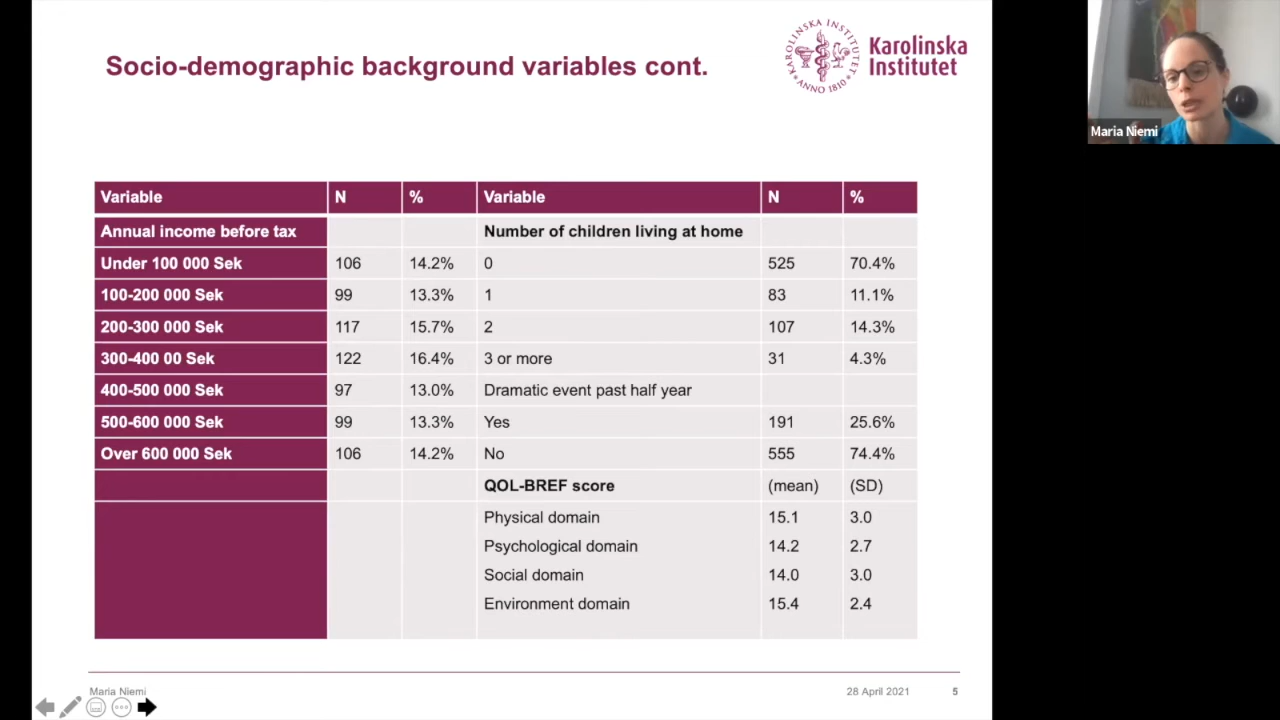 Socio-demographic background variables cont.
KAROLINSKA INSTITUTET
ANNO 1810
Karolinska
Institutet
Maria Niemi
Variable N % Variable N %
Annual income before tax Number of children living at home
Under 100 000 Sek 106 14.2% 0 525 70.4%
100-200 000 Sek 99 13.3% 1 83 11.1%
200-300 000 Sek 117 15.7% 2 107 14.3%
300-400 00 Sek 122 16.4% 3 or more 31 4.3%
400-500 000 Sek 97 13.0% Dramatic event past half year
500-600 000 Sek 99 13.3% Yes 191 25.6%
Over 600 000 Sek 106 14.2% No 555 74.4%
QOL-BREF score (mean) (SD)
Physical domain 15.1 3.0
Psychological domain 14.2 2.7
Social domain 14.0 3.0
Environment domain 15.4 2.4
Maria Niemi 28 April 2021 5